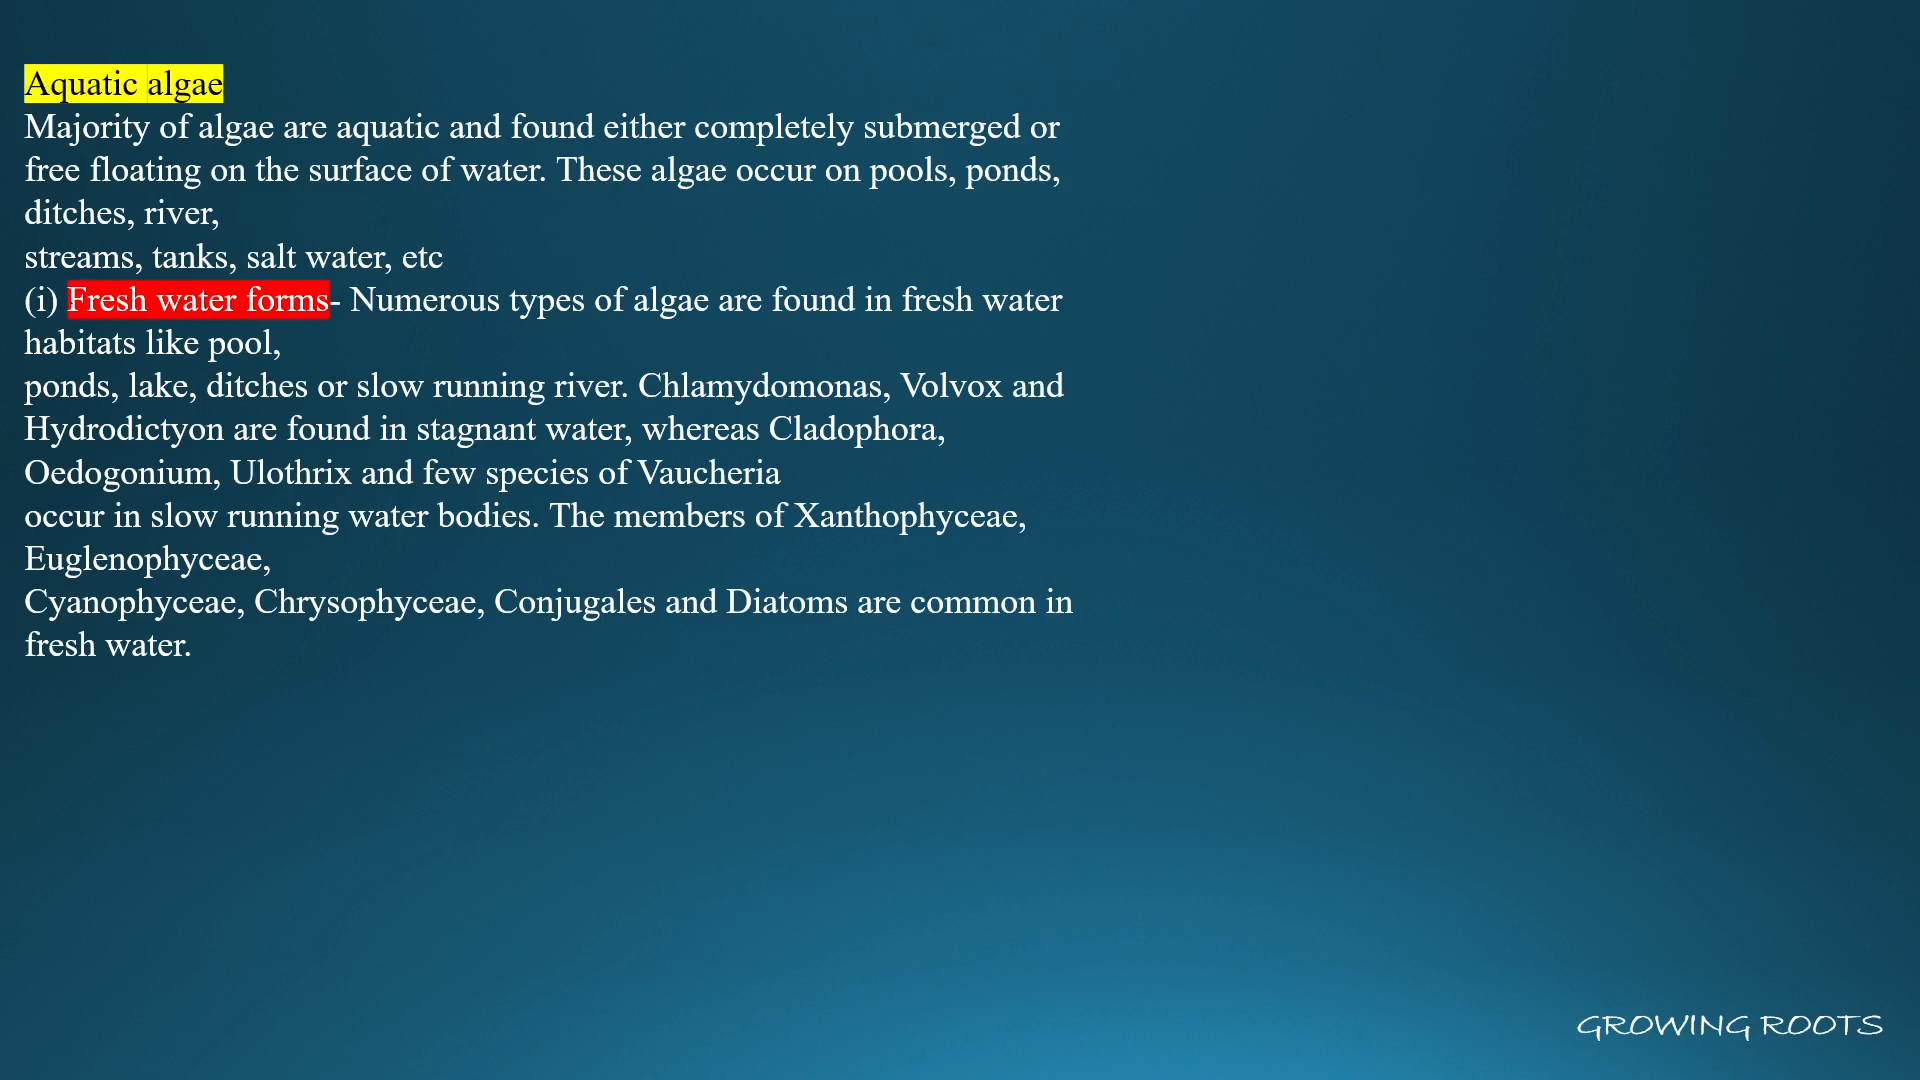 Aquatic algae
Majority of algae are aquatic and found either completely submerged or
free floating on the surface of water. These algae occur on pools, ponds,
ditches, river,
streams, tanks, salt water, etc
(i) Fresh water forms- Numerous types of algae are found in fresh water
habitats like pool,
ponds, lake, ditches or slow running river. Chlamydomonas, Volvox and
Hydrodictyon are found in stagnant water, whereas Cladophora,
Oedogonium, Ulothrix and few species of Vaucheria
occur in slow running water bodies. The members of Xanthophyceae,
Euglenophyceae,
Cyanophyceae, Chrysophyceae, Conjugales and Diatoms are common in
fresh water.
GROWING ROOTS